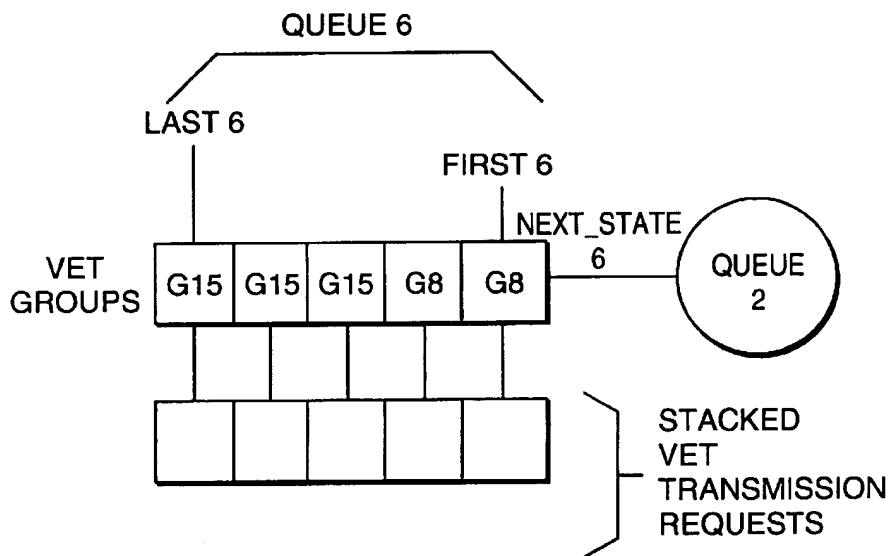 QUEUE 6
LAST 6
FIRST 6
NEXT_STATE
6
QUEUE
2
VET
GROUPS
G15 G15 G15 G8 G8
STACKED
VET
TRANSMISSION
REQUESTS